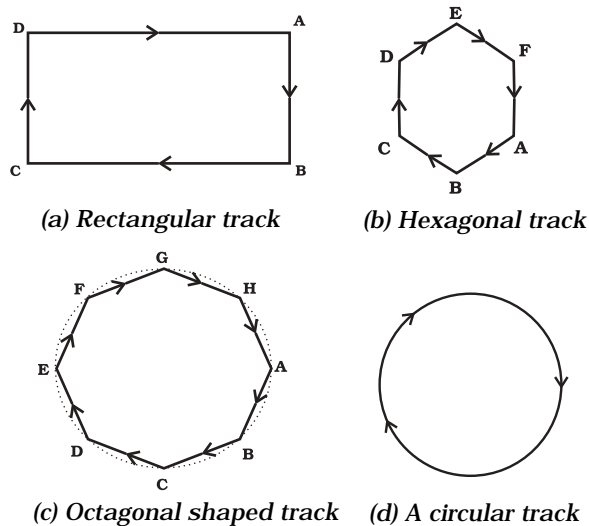 D A
C B
(a) Rectangular track
E
D F
C A
B
(b) Hexagonal track
G
F H
E A
D B
C
(c) Octagonal shaped track
(d) A circular track